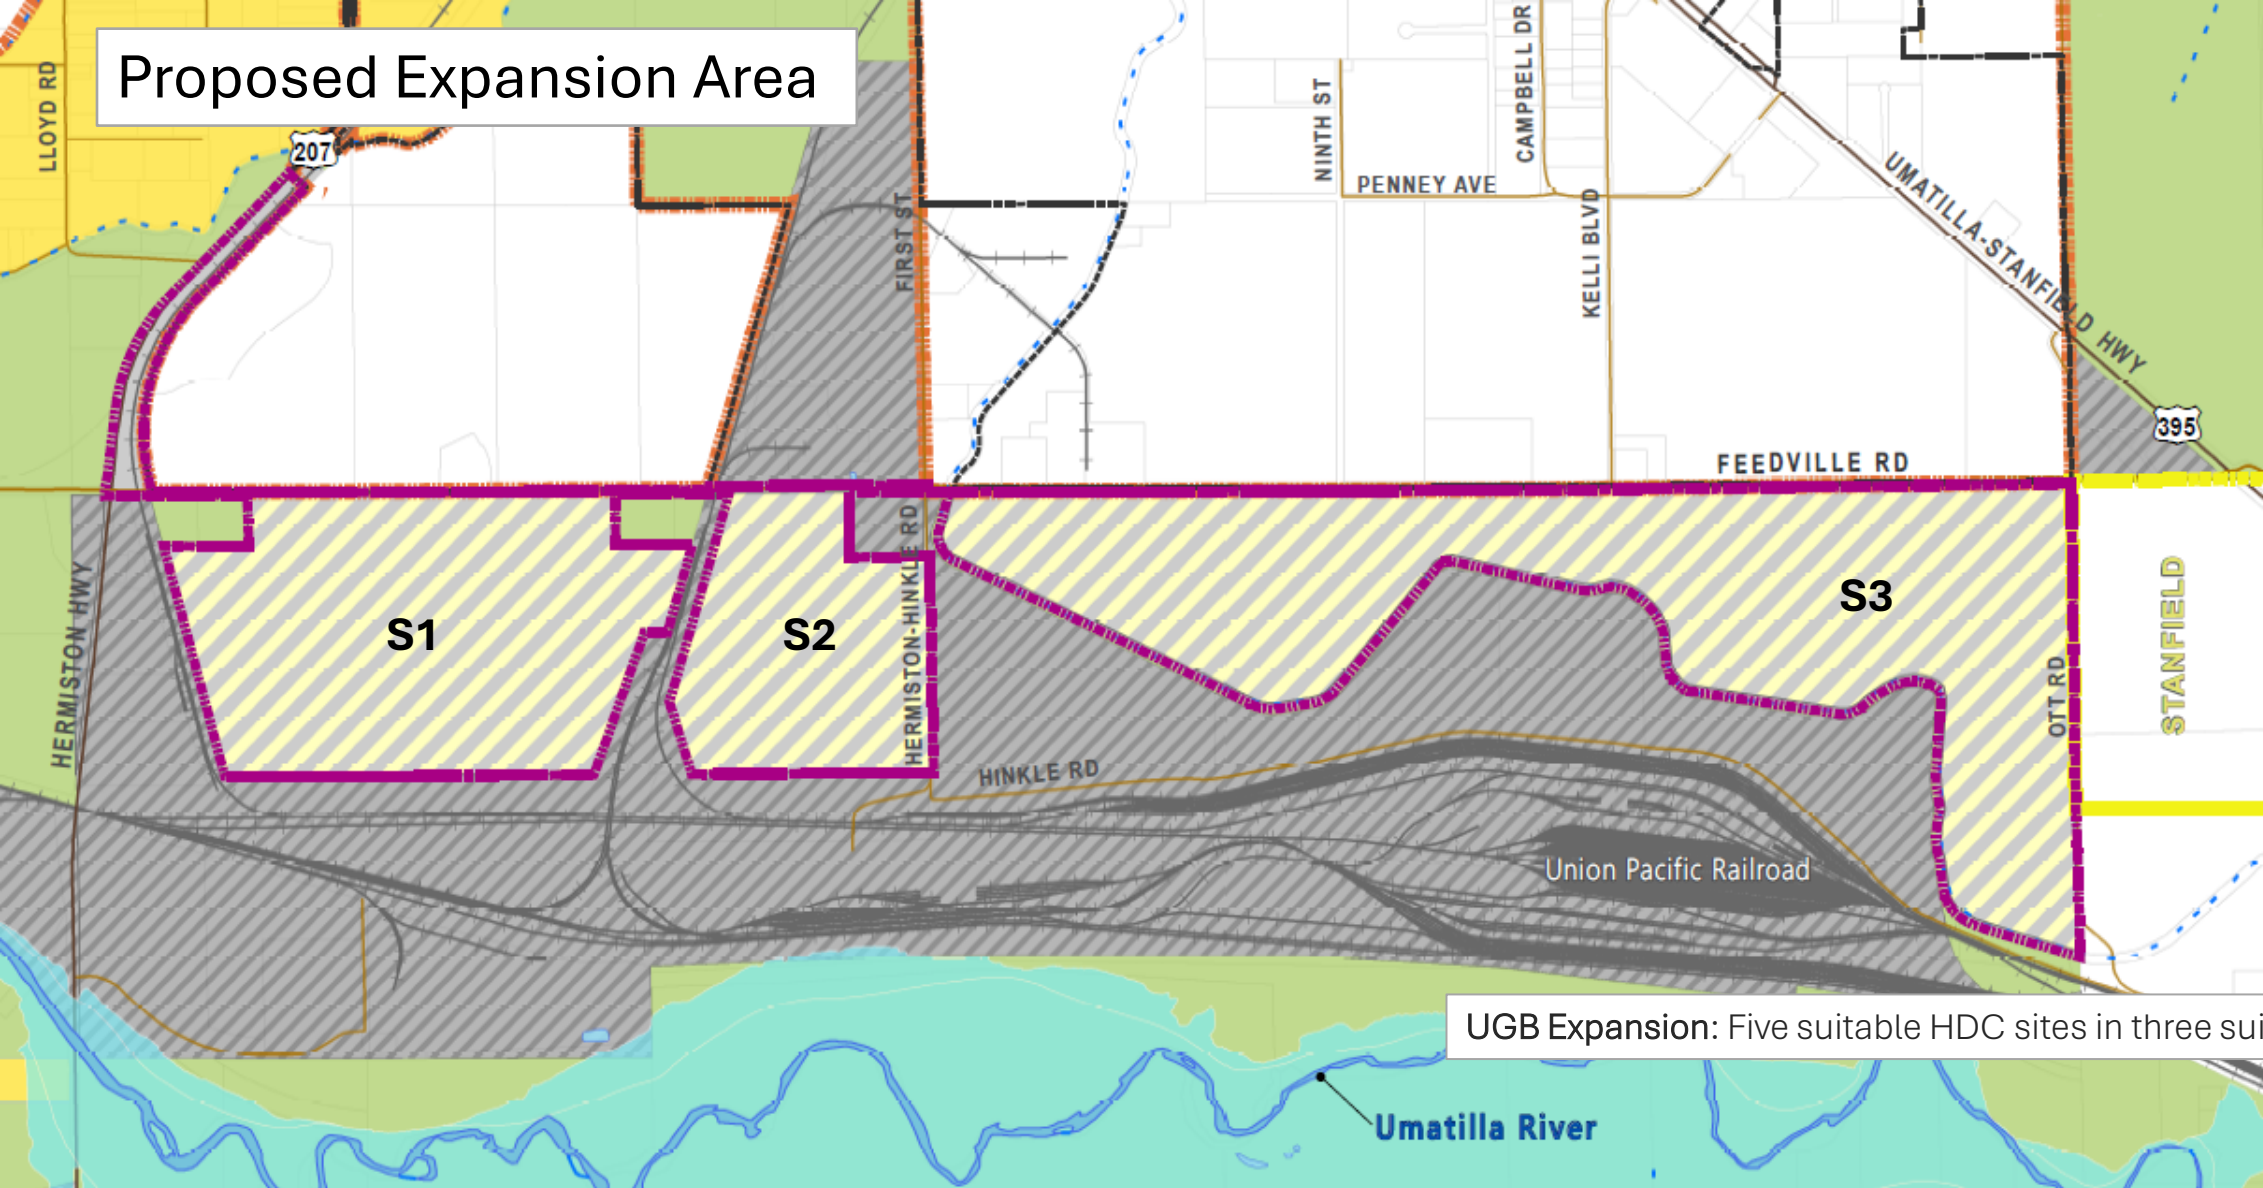 Proposed Expansion Area
LLOYD RD
207
FIRST ST
NINTH ST
CAMPBELL DR
PENNEY AVE
KELLI BLVD
UMATILLA-STANFIELD HWY
395
FEEDVILLE RD
HERMISTON HWY
S1
S2
HERMISTON-HINKLE RD
S3
OTT RD
STANFIELD
HINKLE RD
Union Pacific Railroad
UGB Expansion: Five suitable HDC sites in three sui
Umatilla River